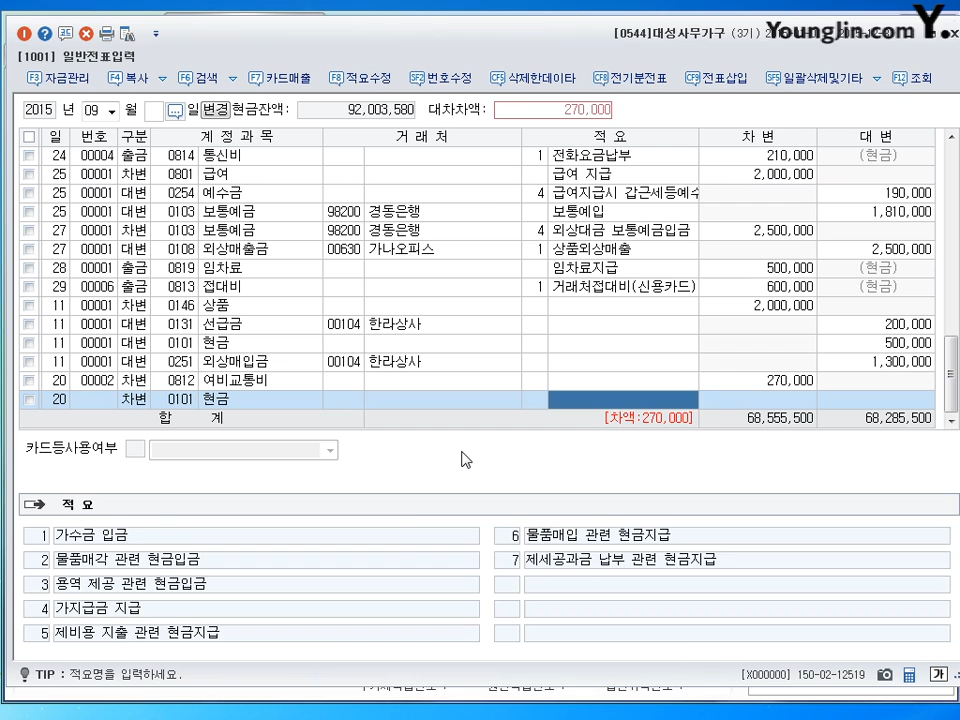 [0544]대성사무가구 (3기)
Younglin.com Y.
[1001] 일반전표입력
F3 자금관리 F4 복사 F6 검색 F7 카드매출 F8 적요수정 SF2 번호수정 CF5 삭제한데이타 CF8 전기분전표 CF9 전표삽입 SF5 일괄삭제및기타 F12 조회
2015 년 09 월 일 변경 현금잔액: 92,003,580 대차차액: 270,000
일 번호 구분 계 정 과 목 거 래 처 적 요 차 변 대 변
24 00004 출금 0814 통신비 1 전화요금납부 210,000 (현금)
25 00001 차변 0801 급여 급여 지급 2,000,000
25 00001 대변 0254 예수금 4 급여지급시 갑근세등예수 190,000
25 00001 대변 0103 보통예금 98200 경동은행 보통예입 1,810,000
27 00001 차변 0103 보통예금 98200 경동은행 4 외상대금 보통예금입금 2,500,000
27 00001 대변 0108 외상매출금 00630 가나오피스 1 상품외상매출 2,500,000
28 00001 출금 0819 임차료 임차료지급 500,000 (현금)
29 00006 출금 0813 접대비 1 거래처접대비(신용카드) 600,000 (현금)
11 00001 차변 0146 상품 2,000,000
11 00001 대변 0131 선급금 00104 한라상사 200,000
11 00001 대변 0101 현금 500,000
11 00001 대변 0251 외상매입금 00104 한라상사 1,300,000
20 00002 차변 0812 여비교통비 270,000
20 차변 0101 현금
합 계 [차액:270,000] 68,555,500 68,285,500
카드등사용여부
적 요
1 가수금 입금
2 물품매각 관련 현금입금
3 용역 제공 관련 현금입금
4 가지급금 지급
5 제비용 지출 관련 현금지급
6 물품매입 관련 현금지급
7 제세공과금 납부 관련 현금지급
TIP : 적요명을 입력하세요.
[X000000] 150-02-12519 가